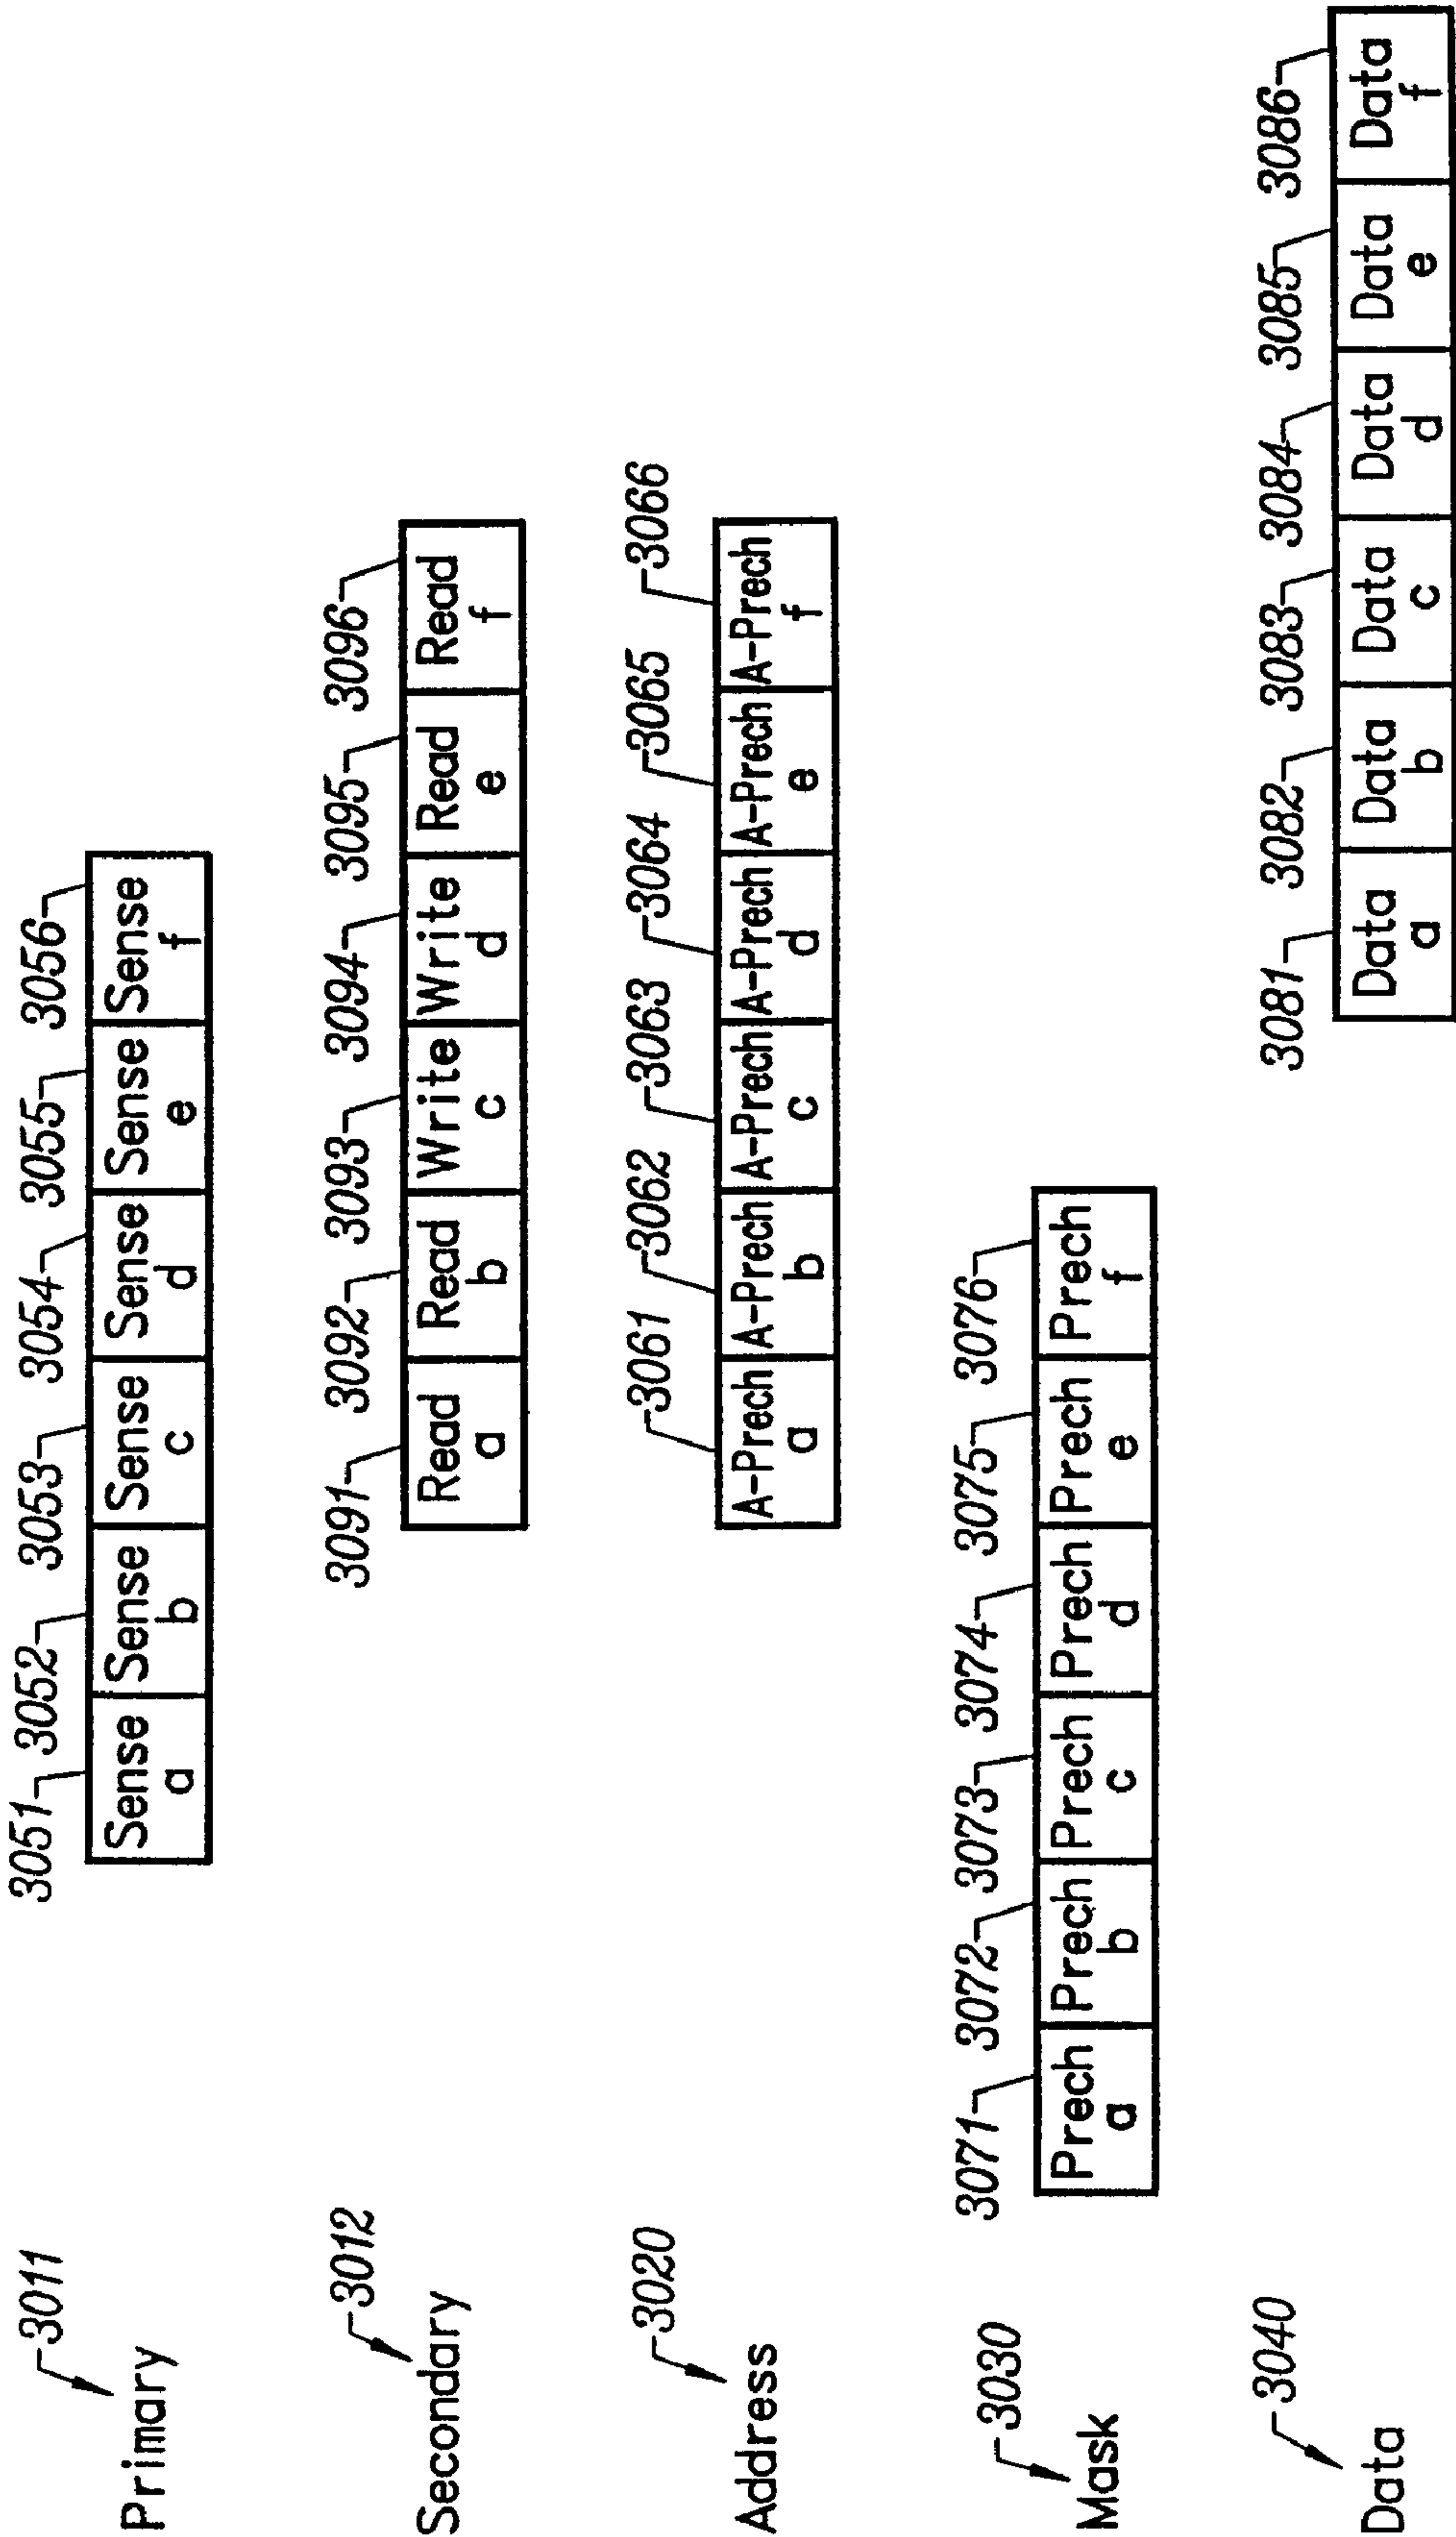 3011
Primary
3051 3052 3053 3054 3055 3056
Sense Sense Sense Sense Sense Sense
a b c d e f
3012
Secondary
3091 3092 3093 3094 3095 3096
Read Read Write Write Read Read
a b c d e f
3020
Address
3061 3062 3063 3064 3065 3066
A-Prech A-Prech A-Prech A-Prech A-Prech A-Prech
a b c d e f
3030
Mask
3071 3072 3073 3074 3075 3076
Prech Prech Prech Prech Prech Prech
a b c d e f
3040
Data
3081 3082 3083 3084 3085 3086
Data Data Data Data Data Data
a b c d e f